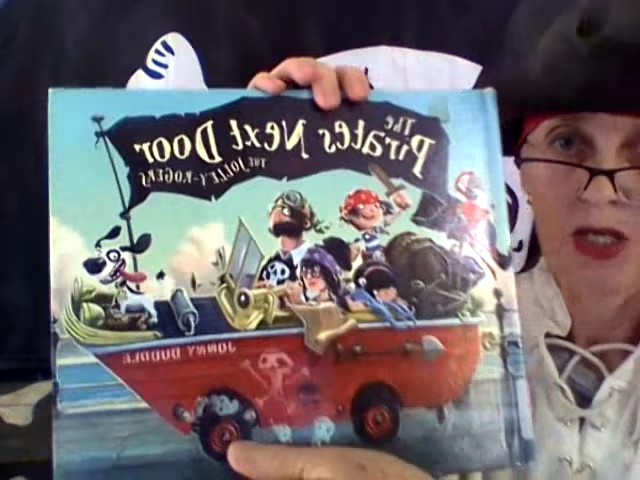 The
Pirates Next Door
THE JOLLEY-ROGERS
JONNY DUDDLE